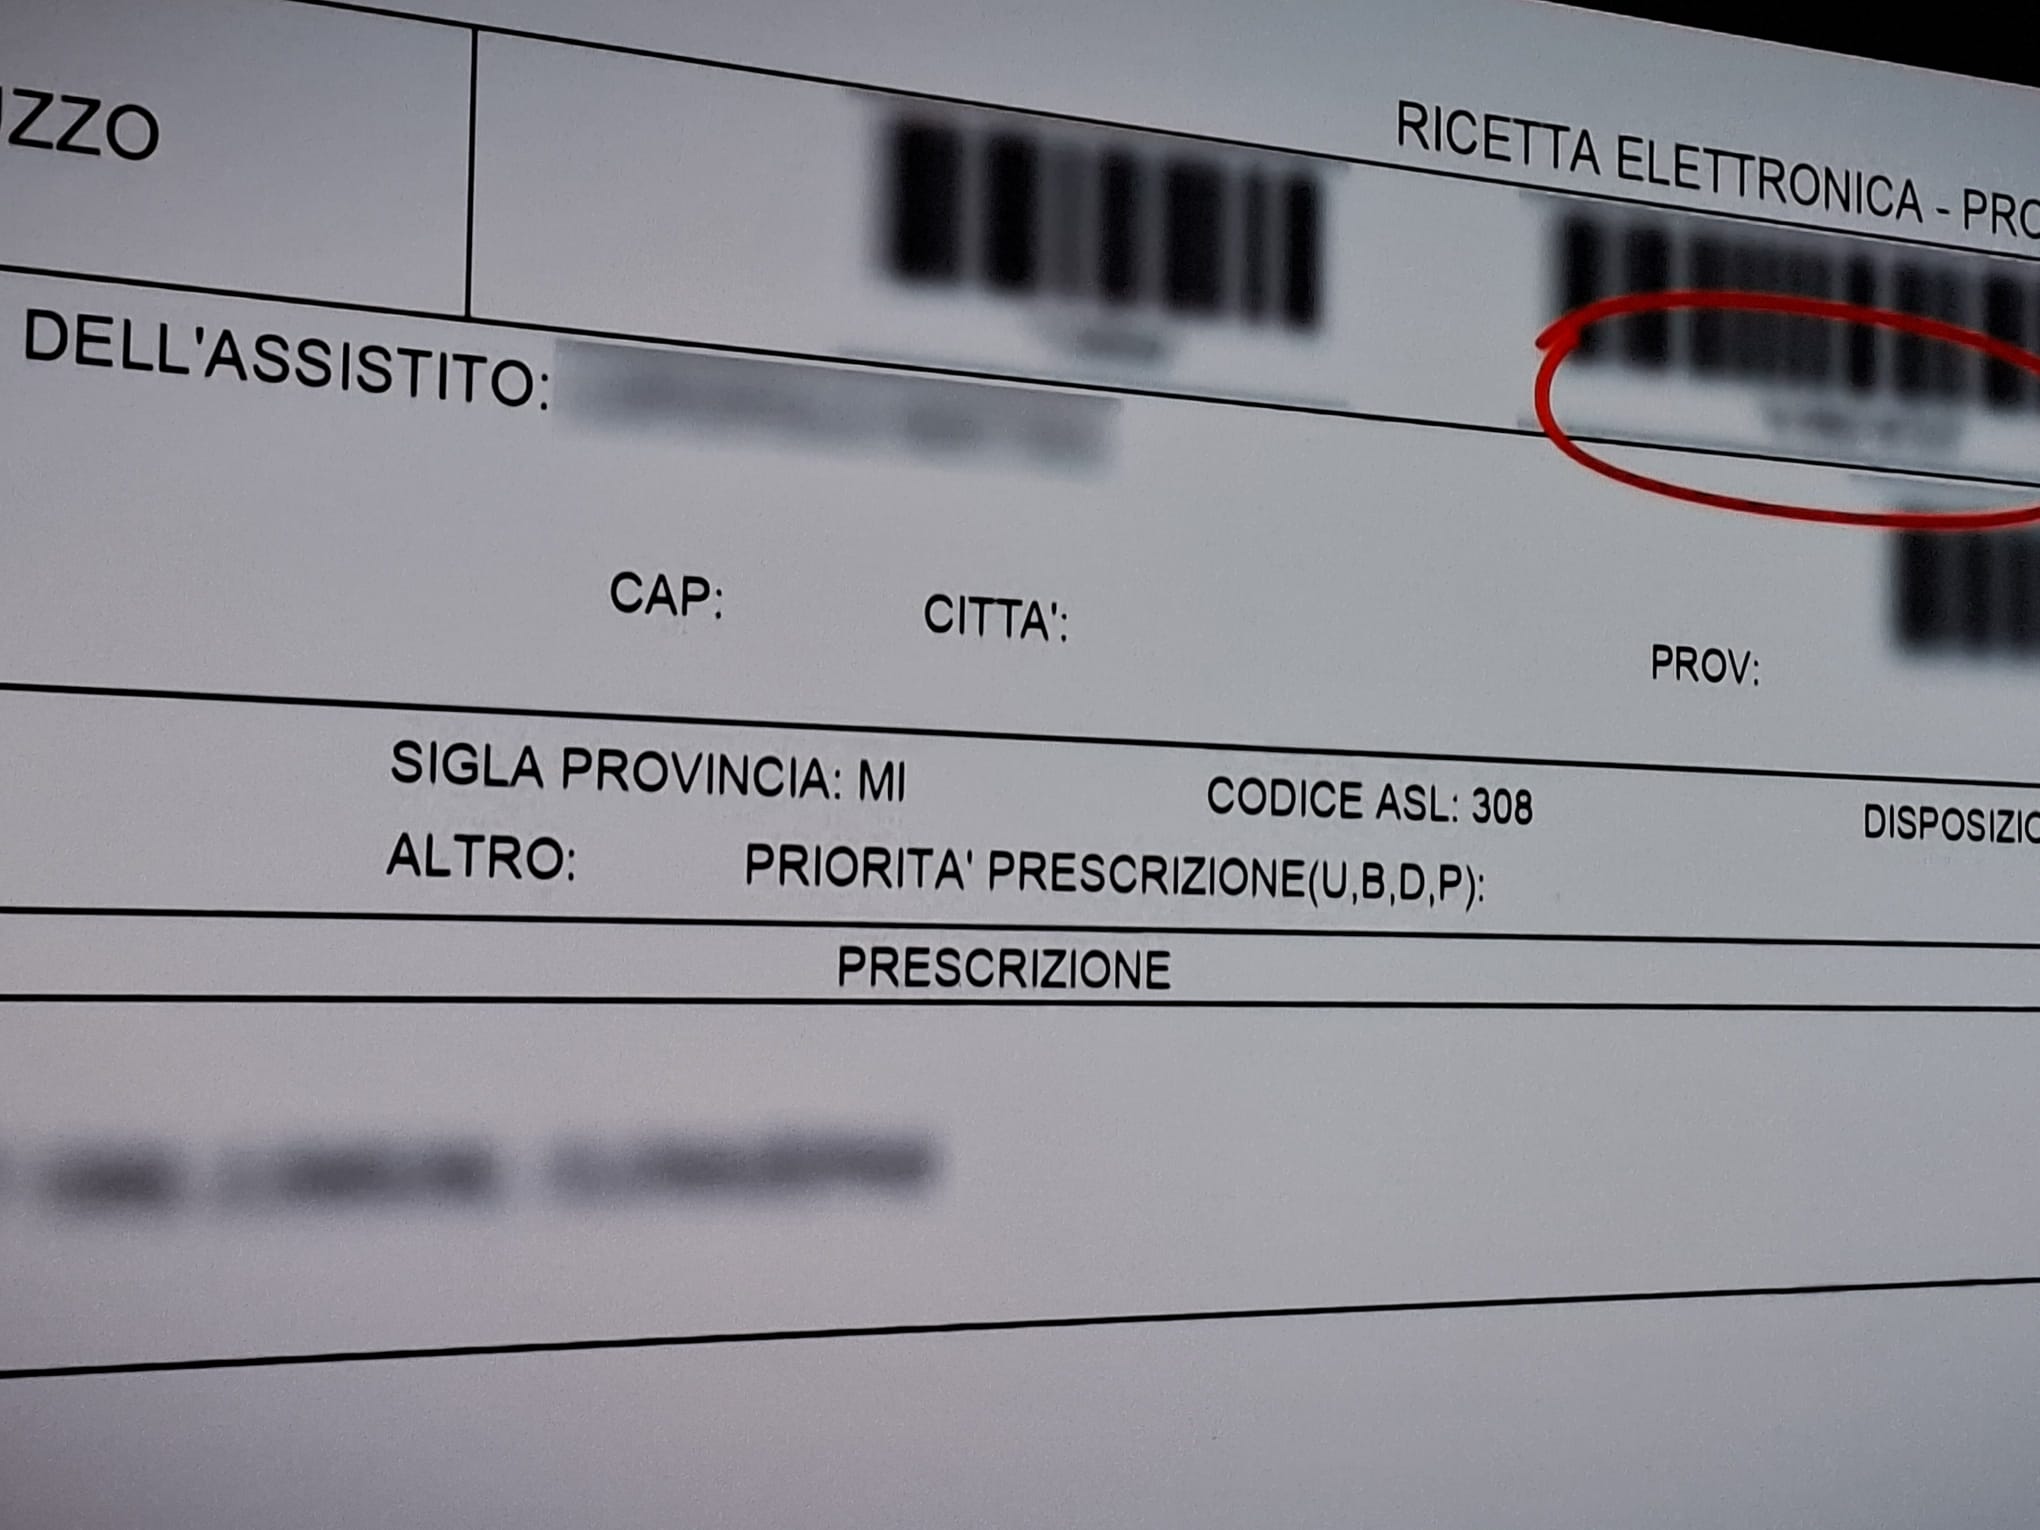 RICETTA ELETTRONICA - PRO
UZZO
DELL'ASSISTITO:
CAP: CITTA': PROV:
SIGLA PROVINCIA: MI CODICE ASL: 308 DISPOSIZIO
ALTRO: PRIORITA' PRESCRIZIONE(U,B,D,P):
PRESCRIZIONE